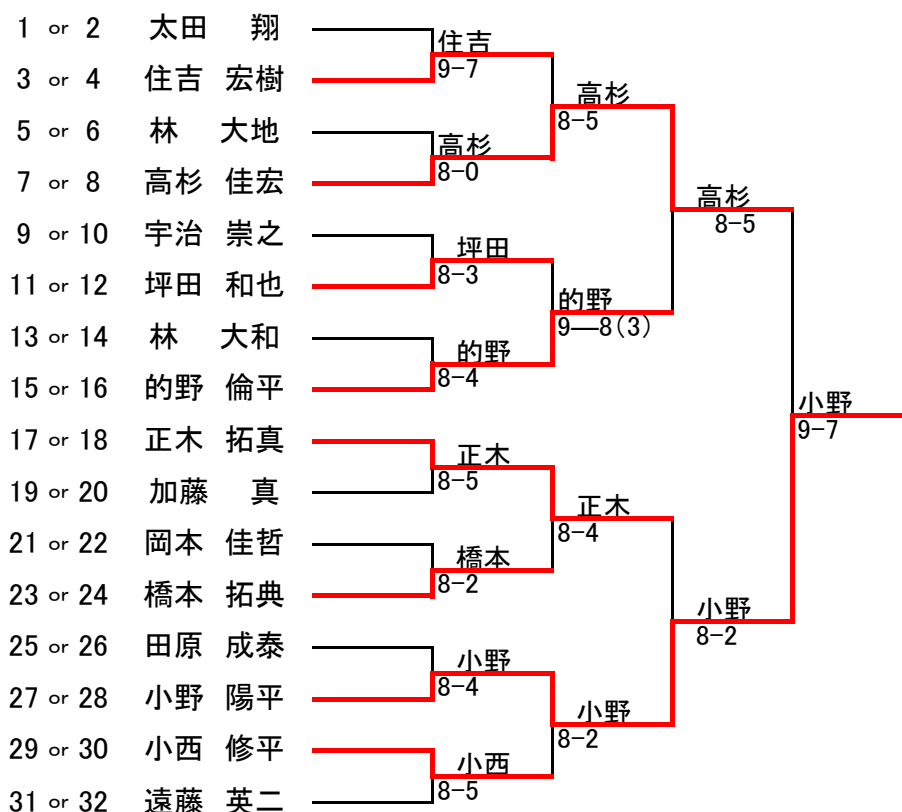 1 or 2 太田 翔
住吉
9-7
3 or 4 住吉 宏樹
高杉
8-5
5 or 6 林 大地
高杉
8-0
7 or 8 高杉 佳宏
高杉
8-5
9 or 10 宇治 崇之
坪田
8-3
11 or 12 坪田 和也
的野
9―8(3)
13 or 14 林 大和
的野
8-4
15 or 16 的野 倫平
小野
9-7
17 or 18 正木 拓真
正木
8-5
19 or 20 加藤 真
正木
8-4
21 or 22 岡本 佳哲
橋本
8-2
23 or 24 橋本 拓典
小野
8-2
25 or 26 田原 成泰
小野
8-4
27 or 28 小野 陽平
小野
8-2
29 or 30 小西 修平
小西
8-5
31 or 32 遠藤 英二